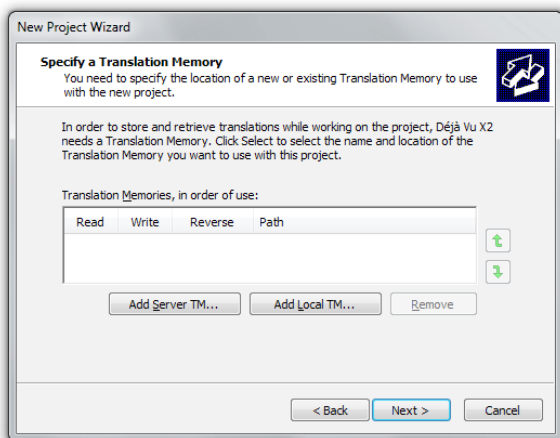 New Project Wizard
Specify a Translation Memory
You need to specify the location of a new or existing Translation Memory to use
with the new project.
In order to store and retrieve translations while working on the project, Déjà Vu X2
needs a Translation Memory. Click Select to select the name and location of the
Translation Memory you want to use with this project.
Translation Memories, in order of use:
Read Write Reverse Path
Add Server TM... Add Local TM... Remove
< Back Next > Cancel